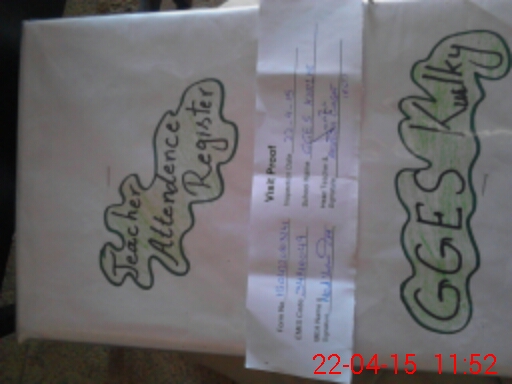 Teacher
Attendence
Register
Visit Proof
Form No.
Inspection Date 22-4-15
EMIS Code
School Name GGES
MEA Name &
Signature
Head Teacher &
Signature
GGES Kulky
22-04-15 11:52